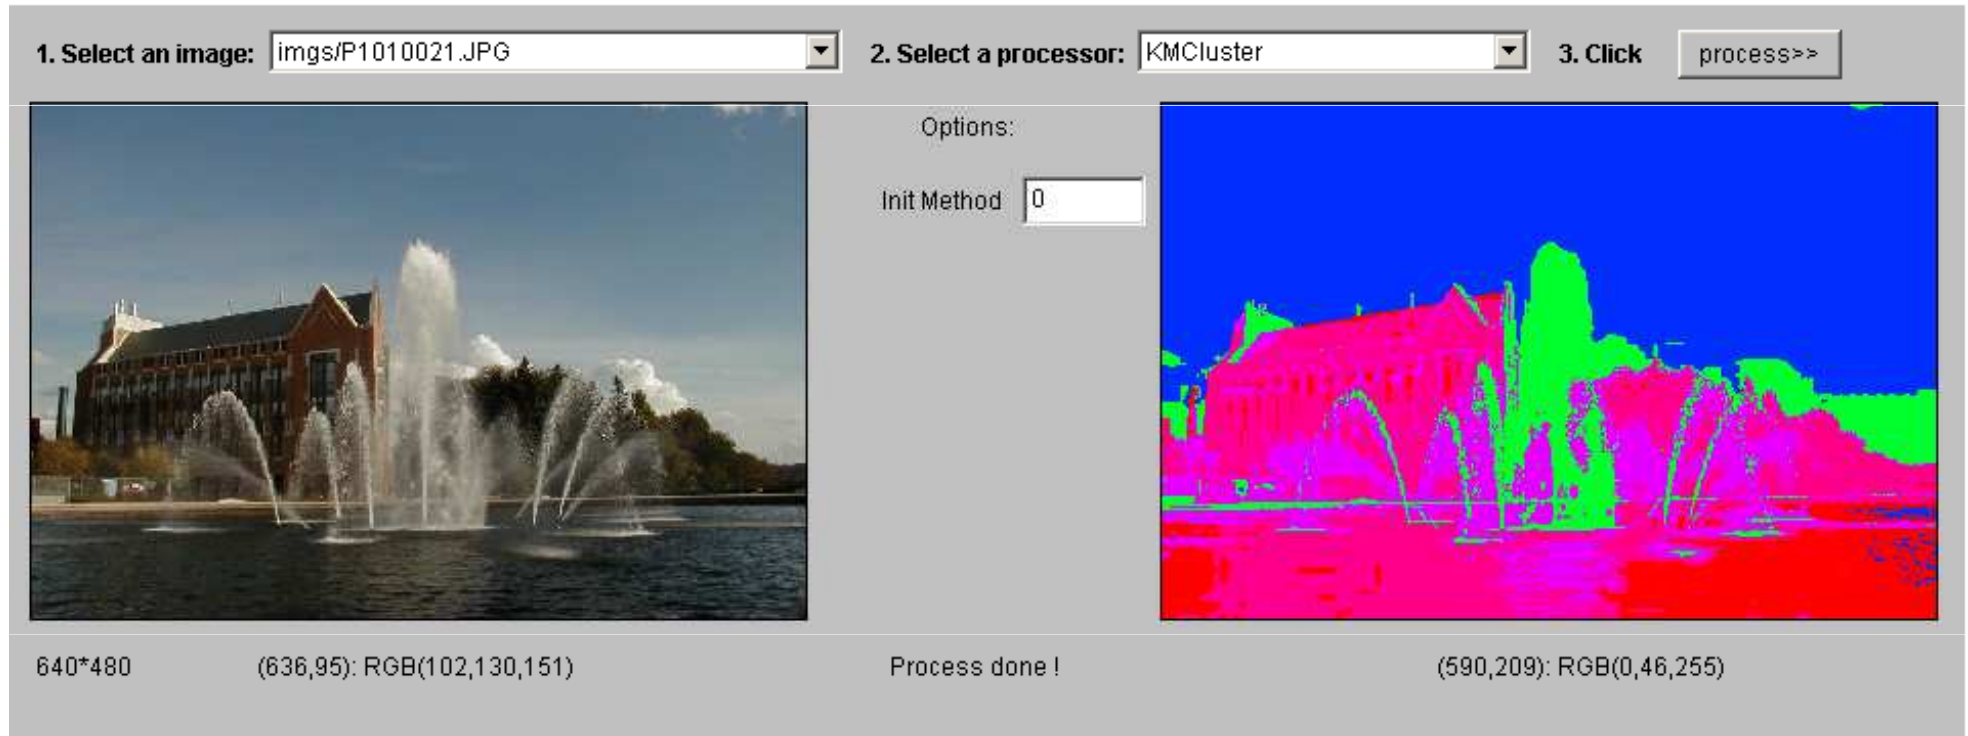 1. Select an image: imgs/P1010021.JPG 2. Select a processor: KMCluster 3. Click process>>
Options:
Init Method 0
640*480 (636,95): RGB(102,130,151) Process done ! (590,209): RGB(0,46,255)